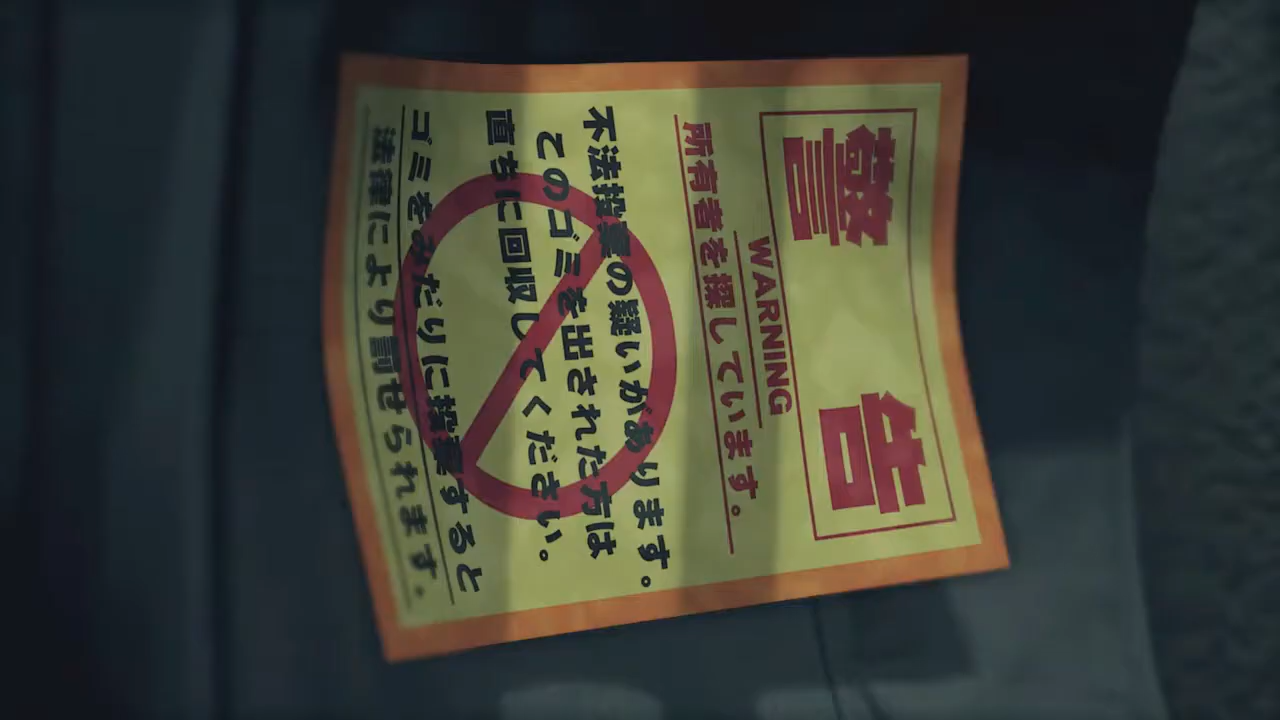 警告
WARNING
所有者を探しています。
不法投棄の疑いがあります。
このゴミを出された方は
直ちに回収してください。
ゴミをみだりに投棄すると
法律により罰せられます。